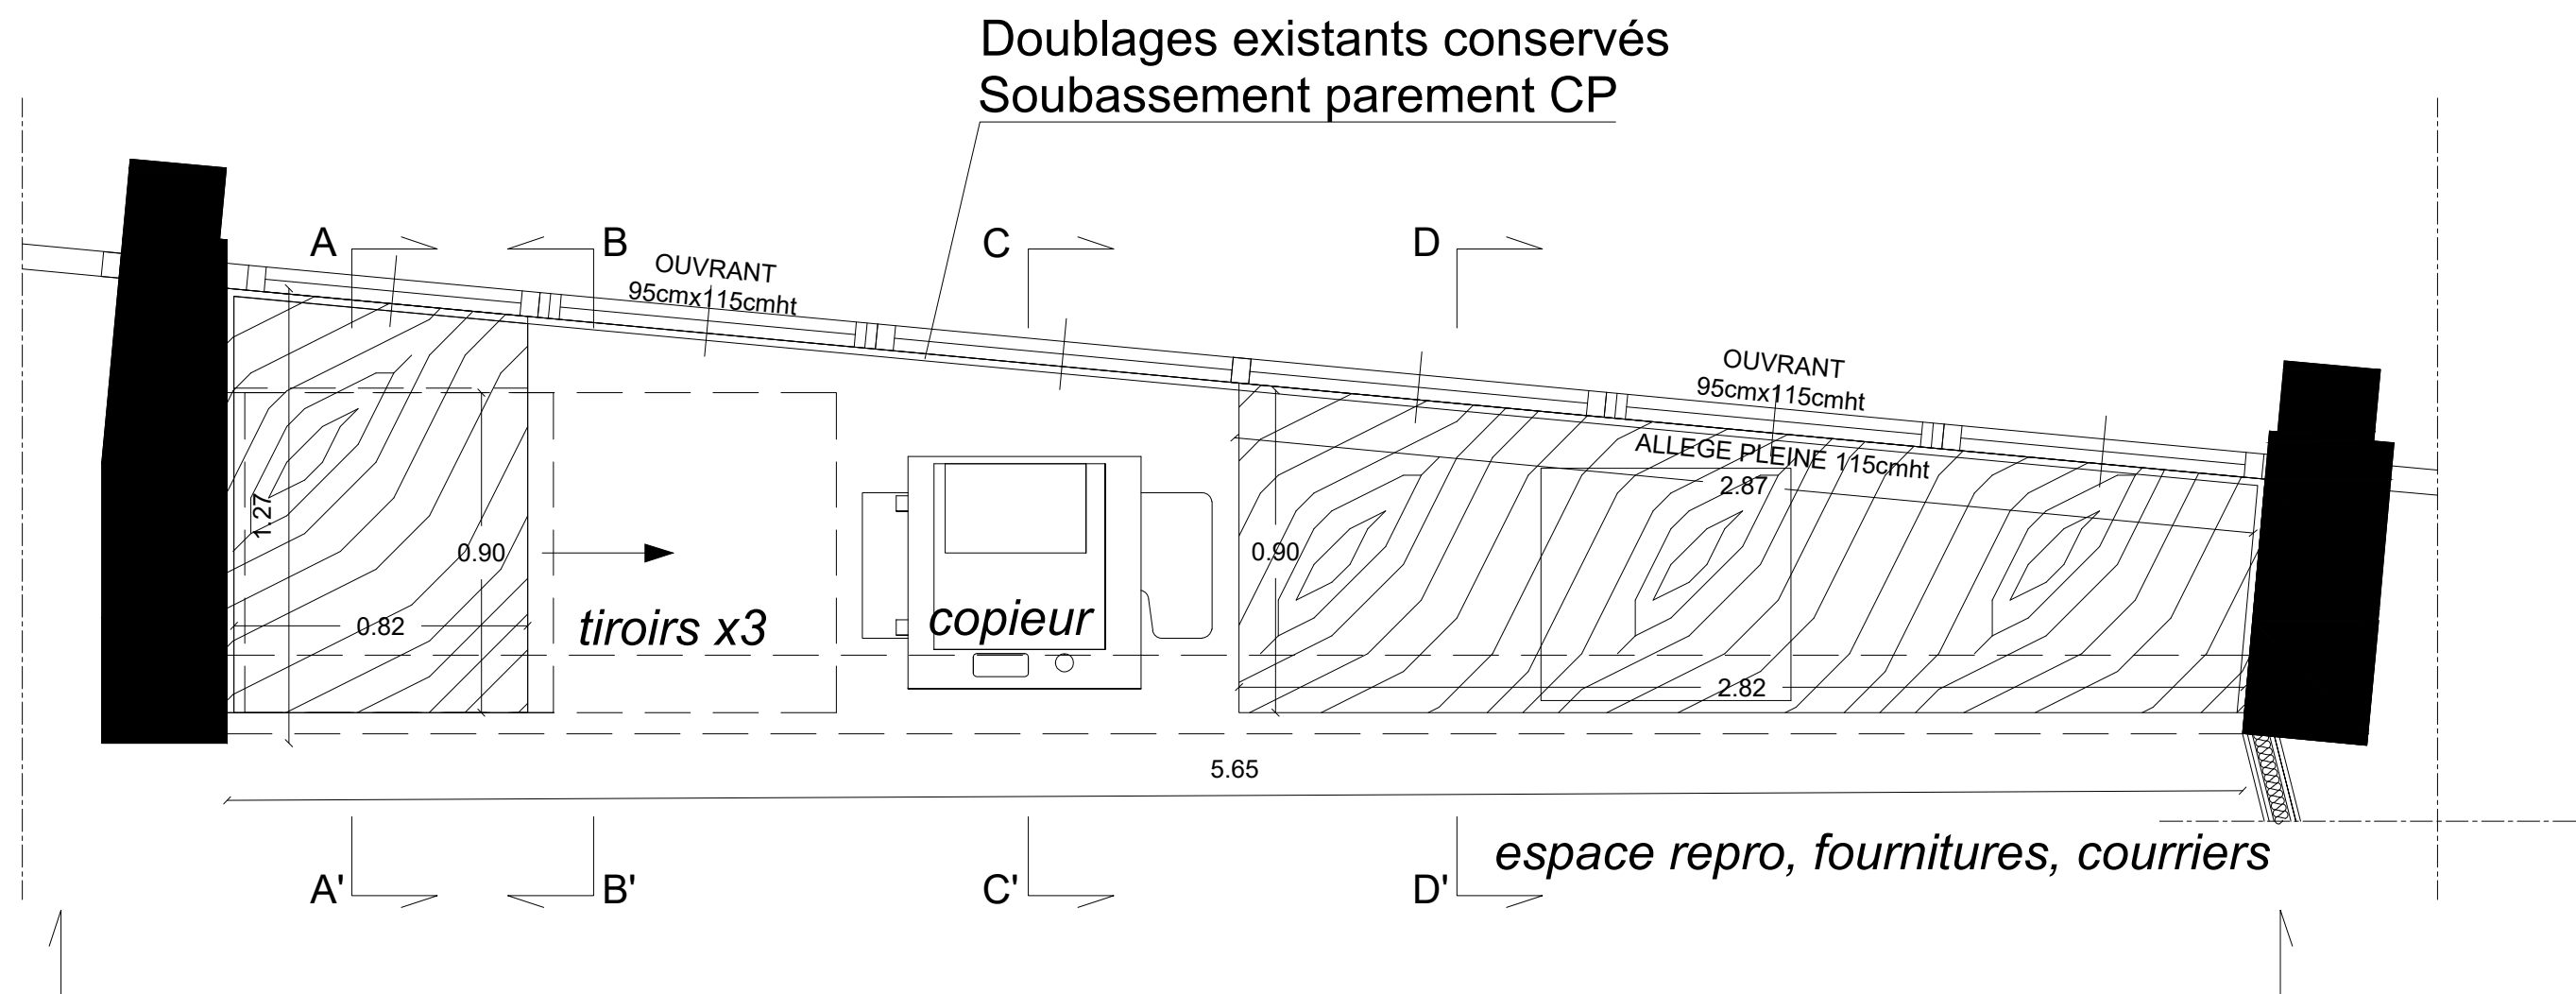 Doublages existants conservés
Soubassement parement CP
A
B
C
D
OUVRANT
95cmx115cmht
OUVRANT
95cmx115cmht
ALLEGE PLEINE 115cmht
2.87
1.27
0.90
0.90
0.82
tiroirs x3
copieur
2.82
5.65
espace repro, fournitures, courriers
A'
B'
C'
D'